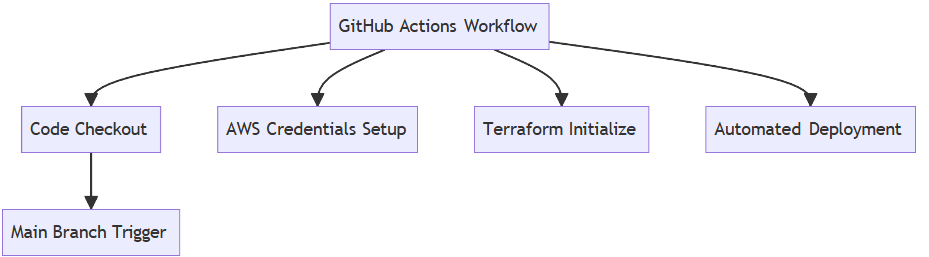 GitHub Actions Workflow
Code Checkout
AWS Credentials Setup
Terraform Initialize
Automated Deployment
Main Branch Trigger